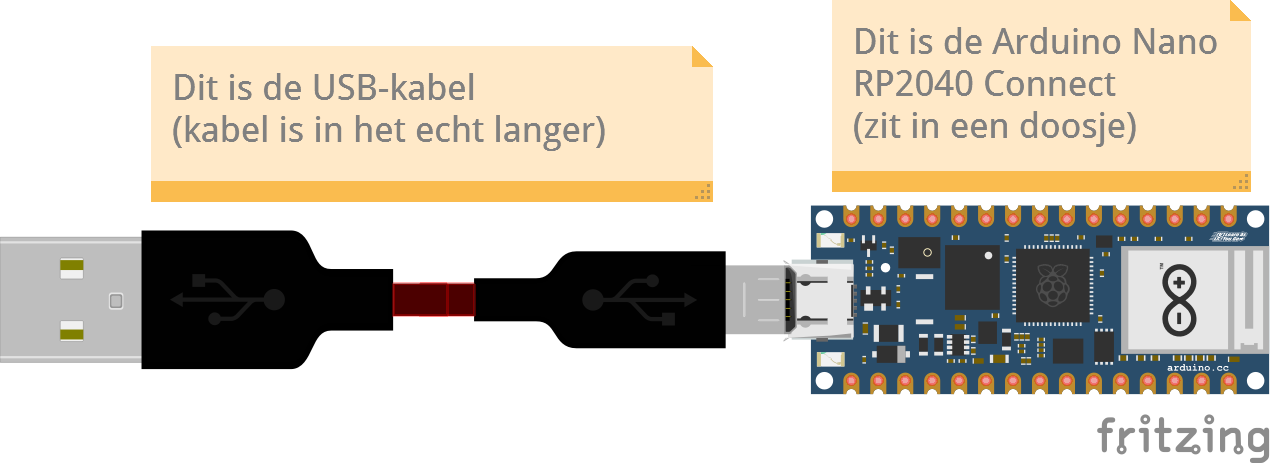 Dit is de USB-kabel
(kabel is in het echt langer)
Dit is de Arduino Nano
RP2040 Connect
(zit in een doosje)
arduino.cc
fritzing